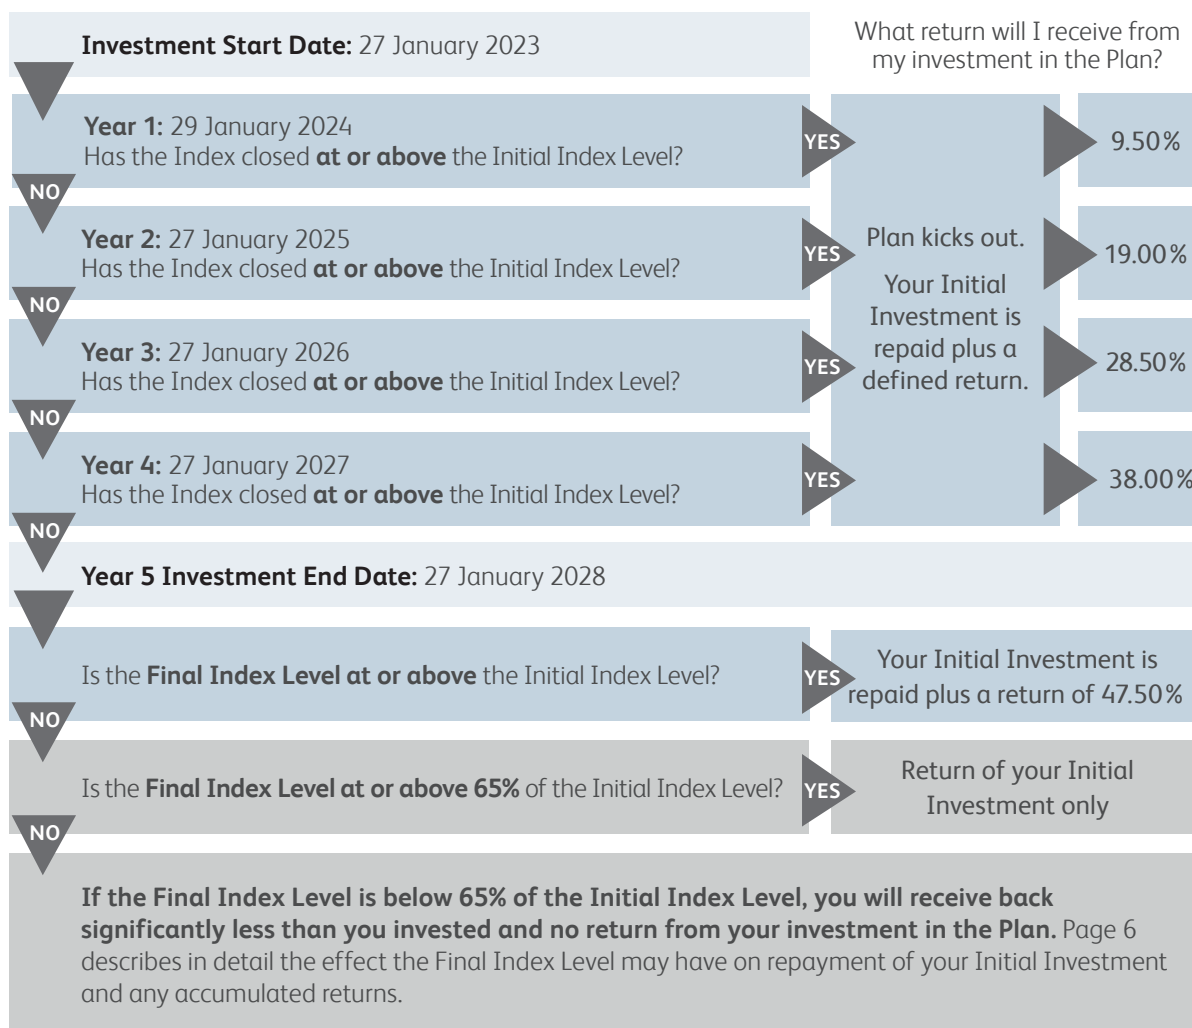 Investment Start Date: 27 January 2023
What return will I receive from
my investment in the Plan?
Year 1: 29 January 2024
Has the Index closed at or above the Initial Index Level?
YES
9.50%
NO
Year 2: 27 January 2025
Has the Index closed at or above the Initial Index Level?
YES
Plan kicks out.
Your Initial
Investment is
repaid plus a
defined return.
19.00%
NO
Year 3: 27 January 2026
Has the Index closed at or above the Initial Index Level?
YES
28.50%
NO
Year 4: 27 January 2027
Has the Index closed at or above the Initial Index Level?
YES
38.00%
NO
Year 5 Investment End Date: 27 January 2028
Is the Final Index Level at or above the Initial Index Level?
YES
Your Initial Investment is
repaid plus a return of 47.50%
NO
Is the Final Index Level at or above 65% of the Initial Index Level?
YES
Return of your Initial
Investment only
NO
If the Final Index Level is below 65% of the Initial Index Level, you will receive back
significantly less than you invested and no return from your investment in the Plan. Page 6
describes in detail the effect the Final Index Level may have on repayment of your Initial Investment
and any accumulated returns.